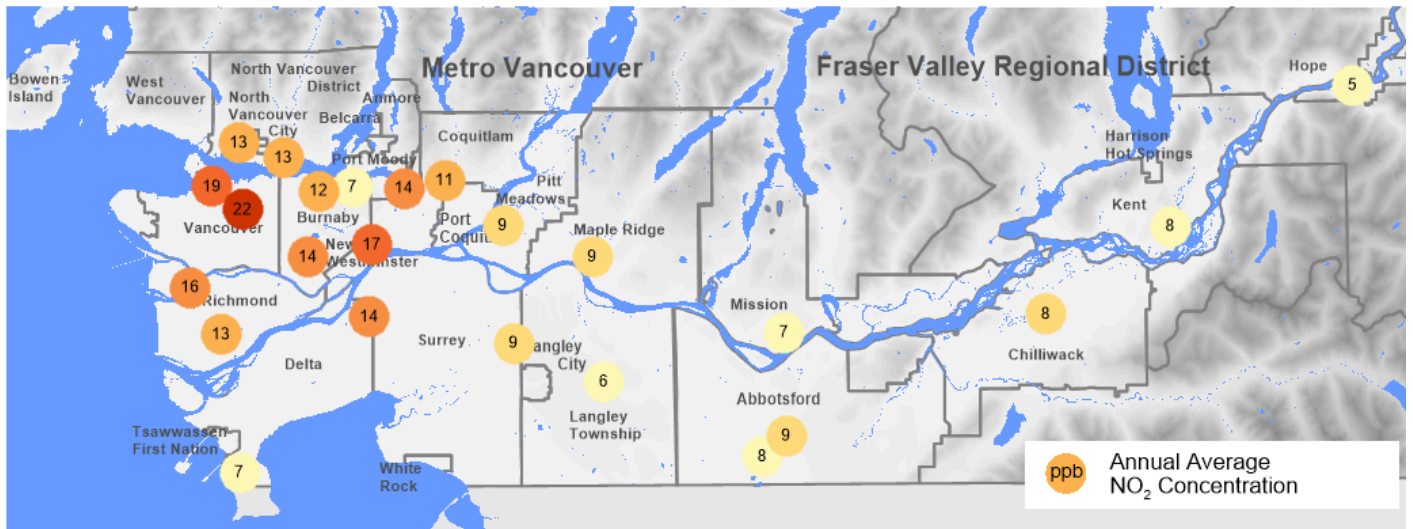 Metro Vancouver
Fraser Valley Regional District
Bowen
Island
West
Vancouver
North Vancouver
District
North
Vancouver
City
Belcarra
Anmore
Coquitlam
Port Moody
Pitt
Meadows
Port
Maple Ridge
Burnaby
Vancouver
New
Westminster
Richmond
Delta
Surrey
City
Langley
Township
Tsawwassen
First Nation
White
Rock
Mission
Abbotsford
Chilliwack
Kent
Harrison
Hot Springs
Hope
5
13
13
19
22
12
7
14
11
9
9
14
17
16
13
14
9
6
7
7
8
9
8
8
ppb
Annual Average
NO₂ Concentration